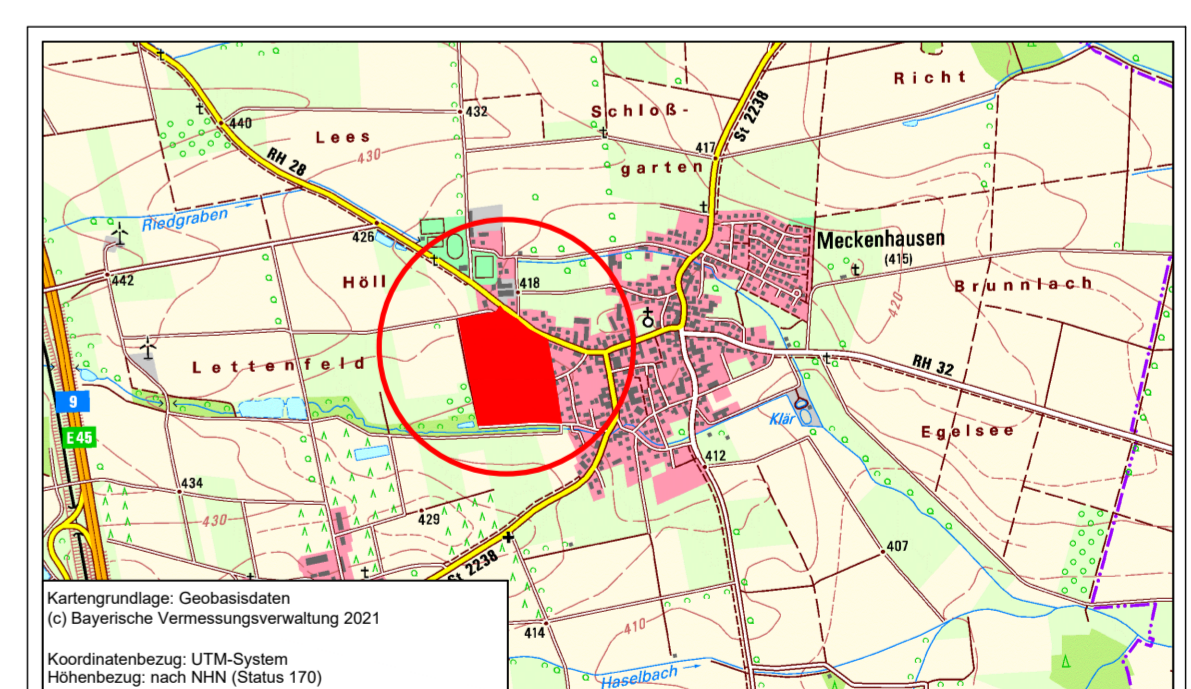 Richt
Schloß-
St 2238
432
440
Lees
430
417
garten
RH 28
Riedgraben
426
Meckenhausen
(415)
442
Höll
418
Brunnlach
420
Lettenfeld
RH 32
9
Klär
E45
Egelsee
412
434
429
430
407
St 2238
Kartengrundlage: Geobasisdaten
(c) Bayerische Vermessungsverwaltung 2021
414
410
Koordinatenbezug: UTM-System
Höhenbezug: nach NHN (Status 170)
Haselbach